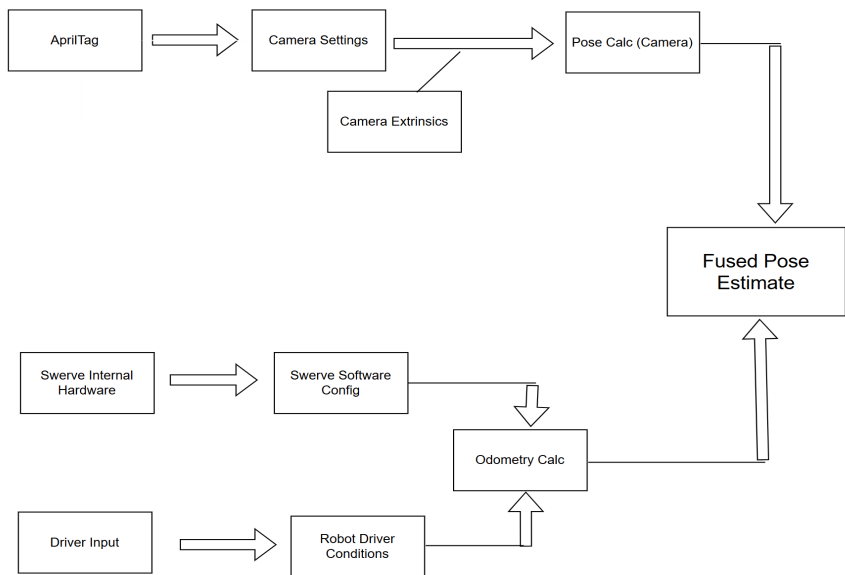 AprilTag
Camera Settings
Pose Calc (Camera)
Camera Extrinsics
Fused Pose
Estimate
Swerve Internal
Hardware
Swerve Software
Config
Odometry Calc
Driver Input
Robot Driver
Conditions